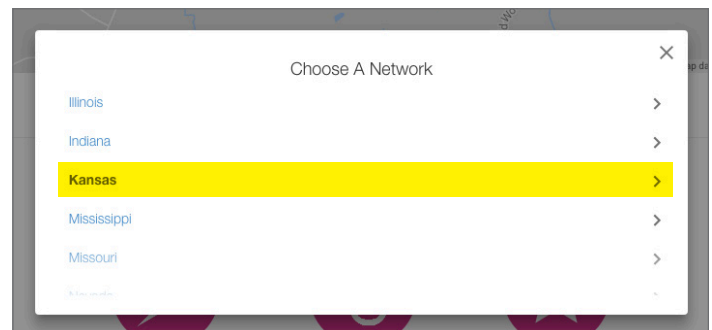 Choose A Network
Illinois
Indiana
Kansas
Mississippi
Missouri